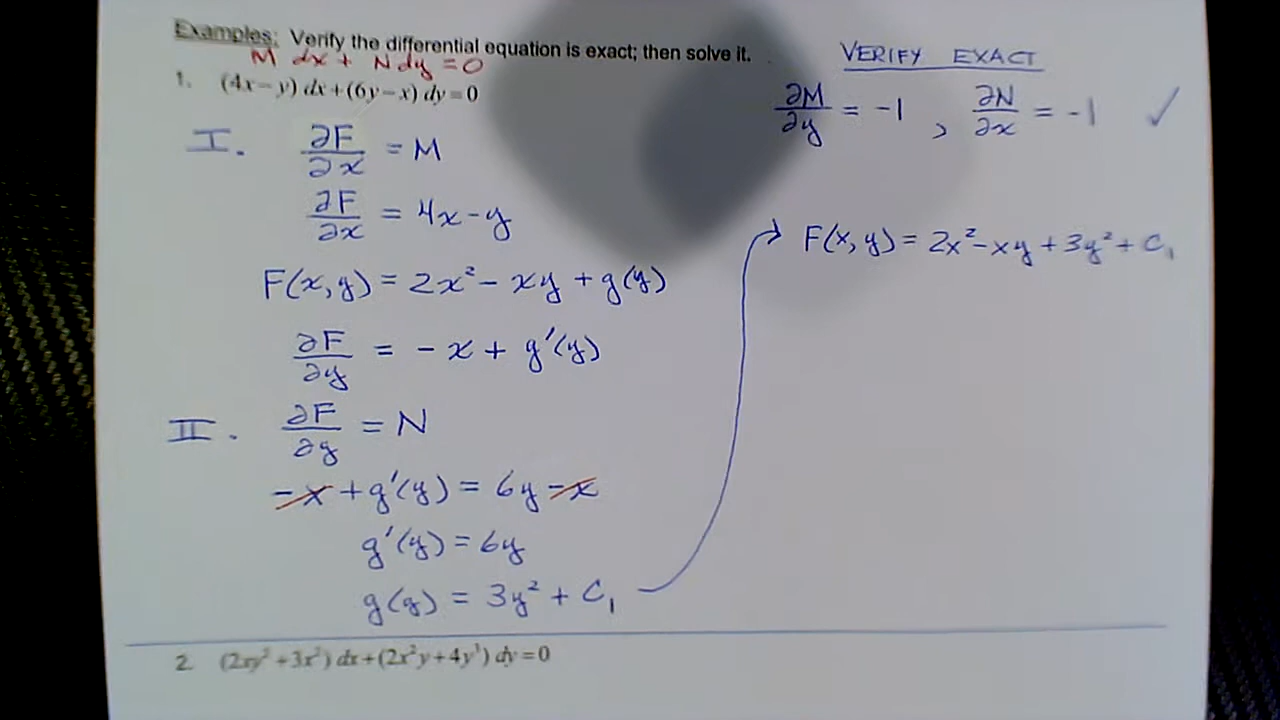 Examples: Verify the differential equation is exact; then solve it.
M dx + N dy = 0
1. (4x − y) dx + (6y − x) dy = 0
I. ∂F/∂x = M
∂F/∂x = 4x − y
F(x, y) = 2x² − xy + g(y)
∂F/∂y = − x + g'(y)
II. ∂F/∂y = N
−x + g'(y) = 6y − x
g'(y) = 6y
g(y) = 3y² + C₁
VERIFY EXACT
∂M/∂y = −1 , ∂N/∂x = −1 ✓
F(x, y) = 2x² − xy + 3y² + C₁
2. (2xy² + 3x²) dx + (2x²y + 4y³) dy = 0